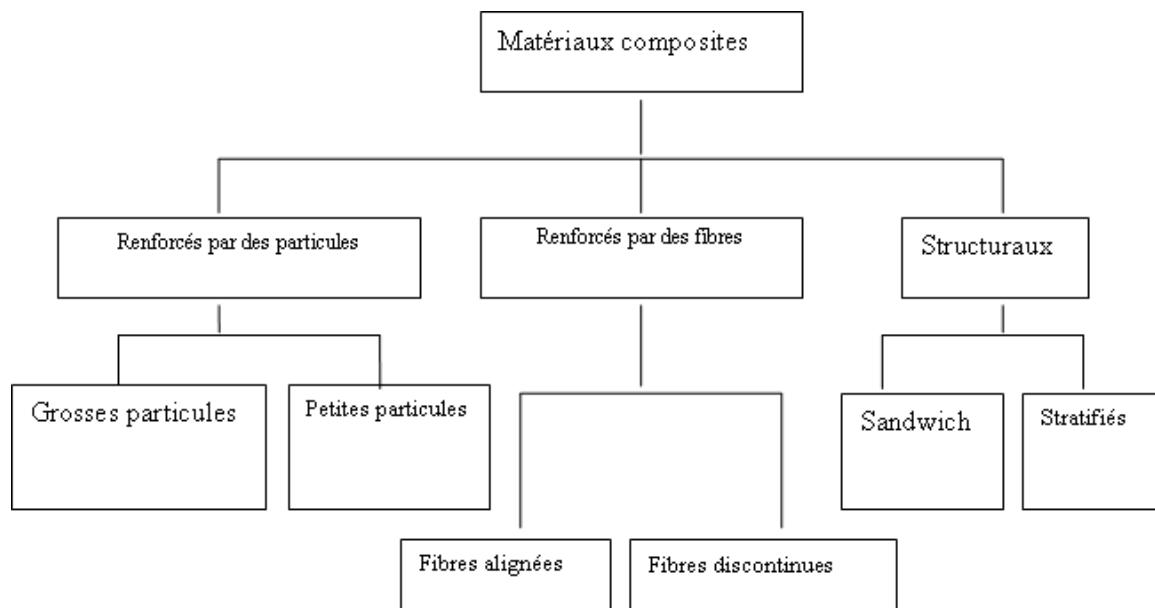 Matériaux composites
Renforcés par des particules
Renforcés par des fibres
Structuraux
Grosses particules
Petites particules
Sandwich
Stratifiés
Fibres alignées
Fibres discontinues